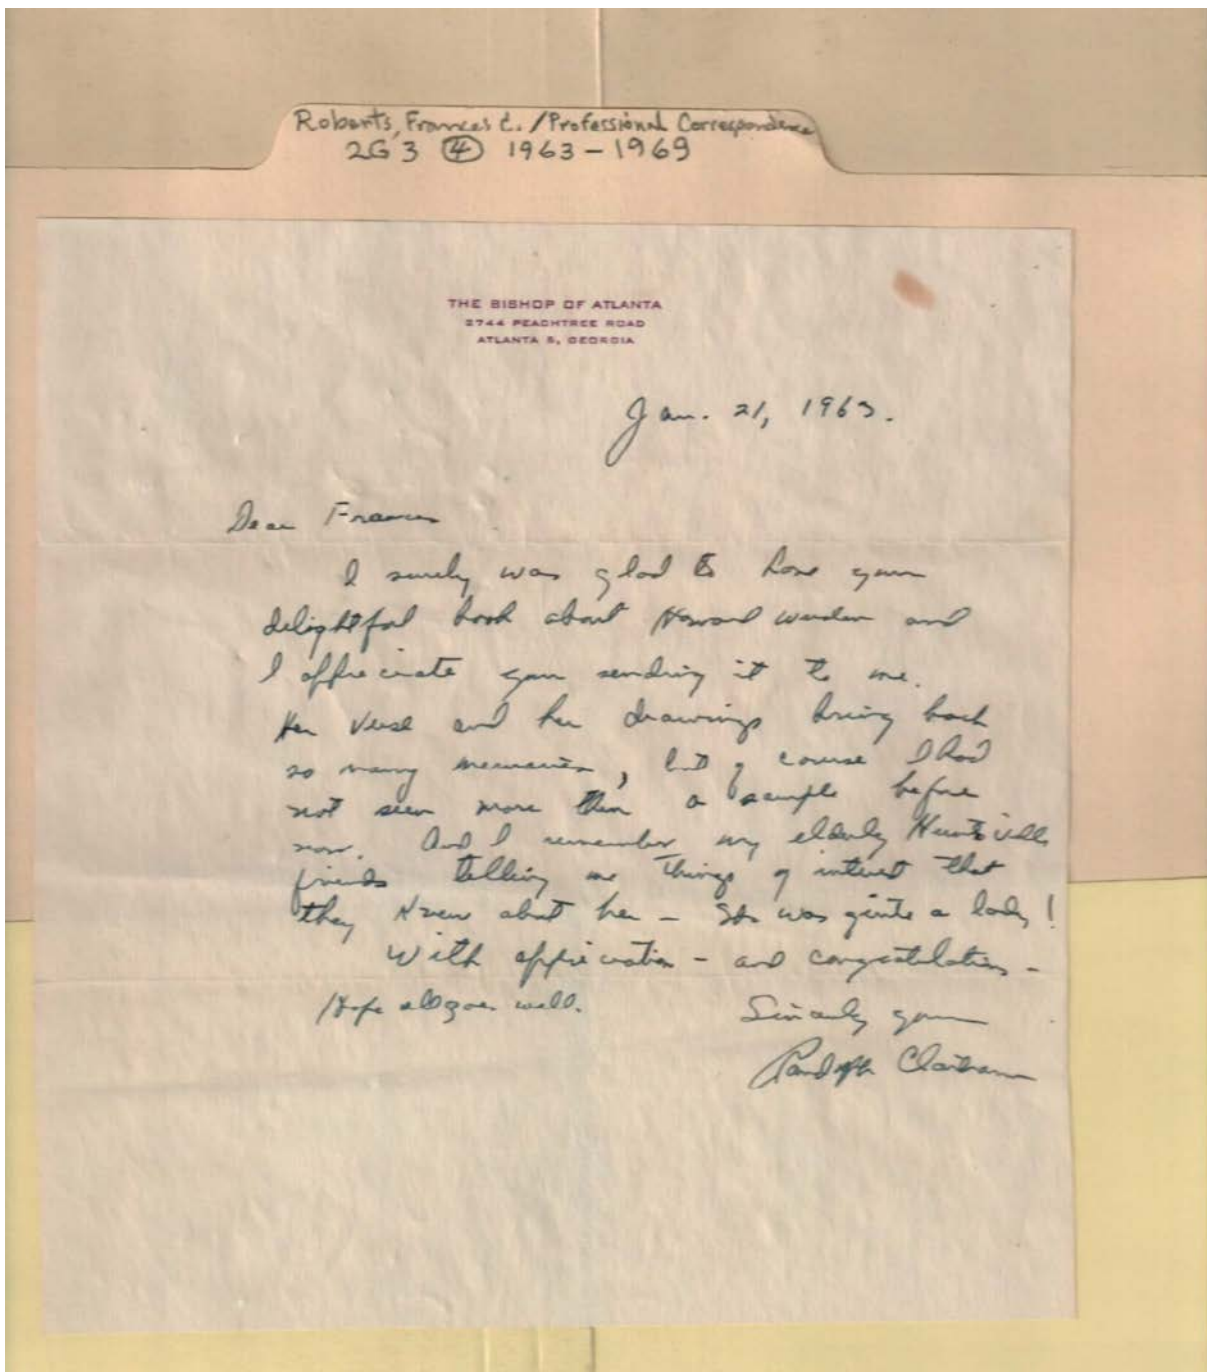 Roberts, Frances C. / Professional Correspondence
2G 3 ④ 1963-1969
THE BISHOP OF ATLANTA
2744 PEACHTREE ROAD
ATLANTA 5, GEORGIA
Jan. 21, 1963.
Dear Frances
I surely was glad to have your
delightful book about Howard Weeden and
I appreciate your sending it to me.
Her verse and her drawings bring back
so many memories, but of course I had
not seen more than a sample before
now. And I remember my elderly Huntsville
friends telling me things of interest that
they knew about her - She was quite a lady!
With appreciation - and congratulations -
Hope all goes well.
Sincerely yours
Randolph Claiborne